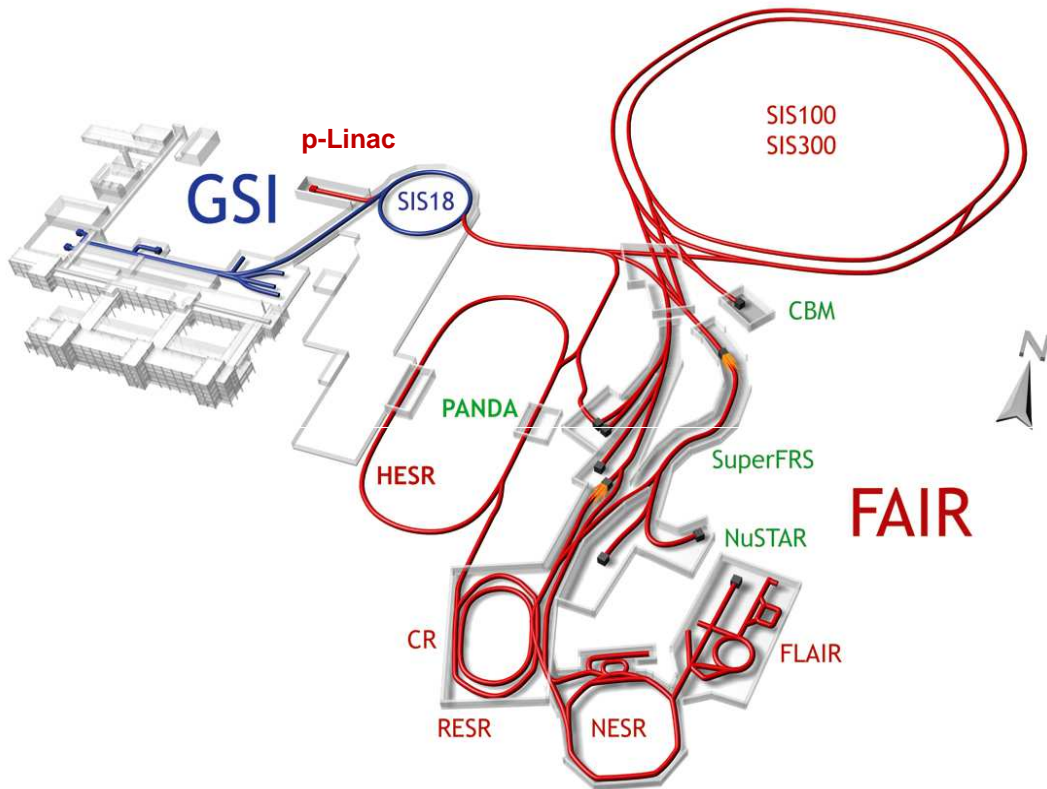 SIS100
SIS300
p-Linac
GSI
SIS18
CBM
N
PANDA
SuperFRS
HESR
FAIR
NuSTAR
CR
FLAIR
RESR
NESR